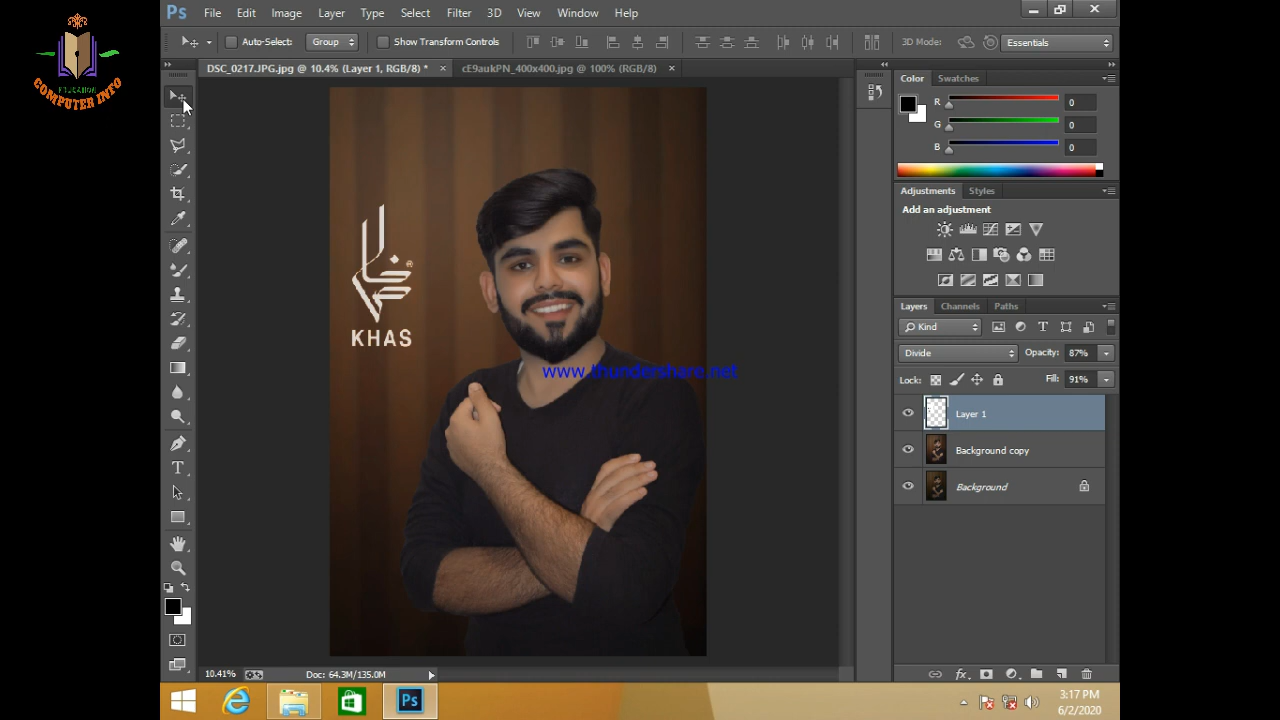 Ps File Edit Image Layer Type Select Filter 3D View Window Help
Auto-Select: Group Show Transform Controls 3D Mode: Essentials
DSC_0217.JPG.jpg @ 10.4% (Layer 1, RGB/8) * × cE9aukPN_400x400.jpg @ 100% (RGB/8) ×
COMPUTER INFO
Color Swatches
R 0
G 0
B 0
Adjustments Styles
Add an adjustment
KHAS
www.thundershare.net
Layers Channels Paths
Kind
Divide Opacity: 87%
Lock: Fill: 91%
Layer 1
Background copy
Background
10.41% Doc: 64.3M/135.0M
Ps
3:17 PM
6/2/2020